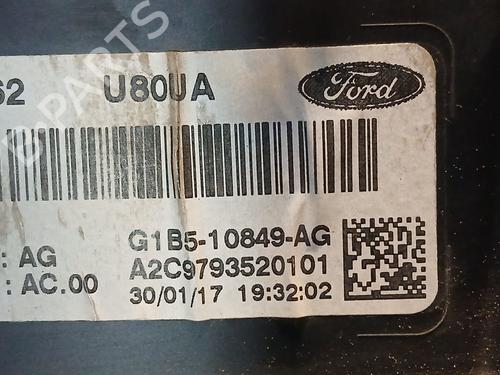 62 U80UA Ford
: AG G1B5-10849-AG
: AC.00 A2C9793520101
30/01/17 19:32:02
B-PARTS